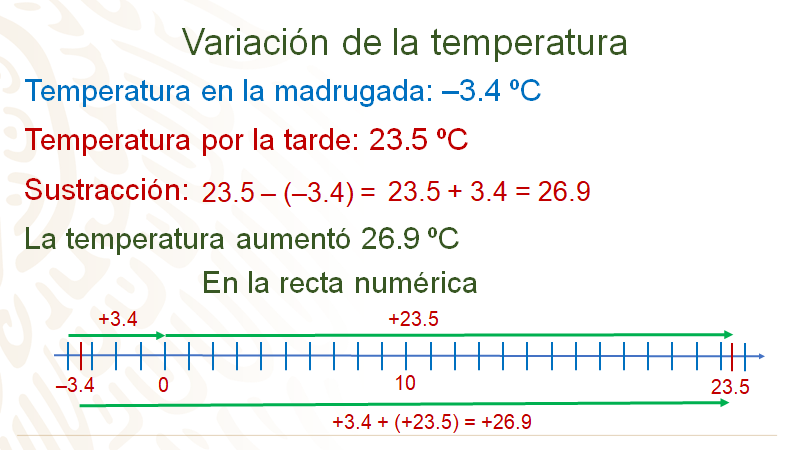 Variación de la temperatura
Temperatura en la madrugada: –3.4 ºC
Temperatura por la tarde: 23.5 ºC
Sustracción: 23.5 – (–3.4) = 23.5 + 3.4 = 26.9
La temperatura aumentó 26.9 ºC
En la recta numérica
+3.4 +23.5
–3.4 0 10 23.5
+3.4 + (+23.5) = +26.9